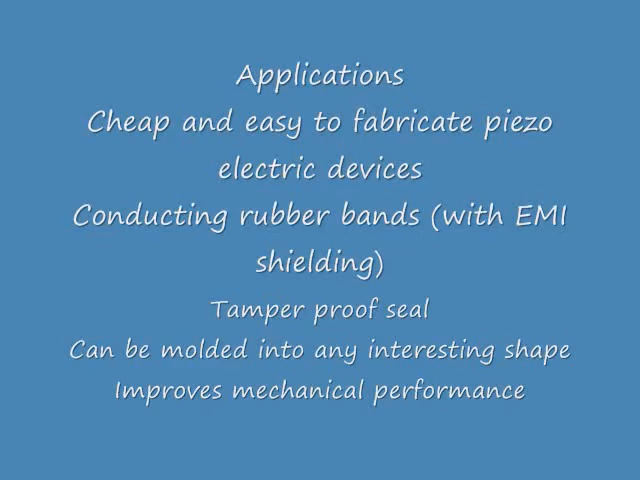 Applications
Cheap and easy to fabricate piezo
electric devices
Conducting rubber bands (with EMI
shielding)
Tamper proof seal
Can be molded into any interesting shape
Improves mechanical performance